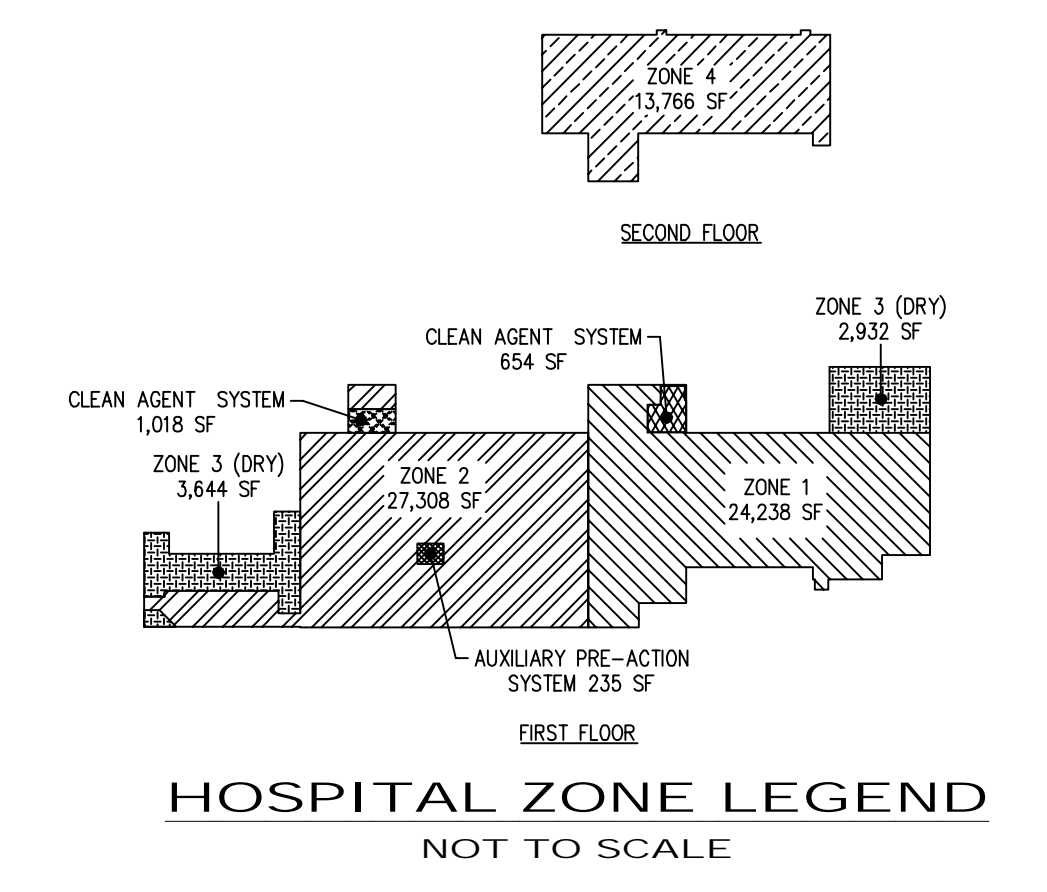 ZONE 4
13,766 SF
SECOND FLOOR
ZONE 3 (DRY)
2,932 SF
CLEAN AGENT SYSTEM
654 SF
CLEAN AGENT SYSTEM
1,018 SF
ZONE 3 (DRY)
3,644 SF
ZONE 2
27,308 SF
ZONE 1
24,238 SF
AUXILIARY PRE-ACTION
SYSTEM 235 SF
FIRST FLOOR
HOSPITAL ZONE LEGEND
NOT TO SCALE